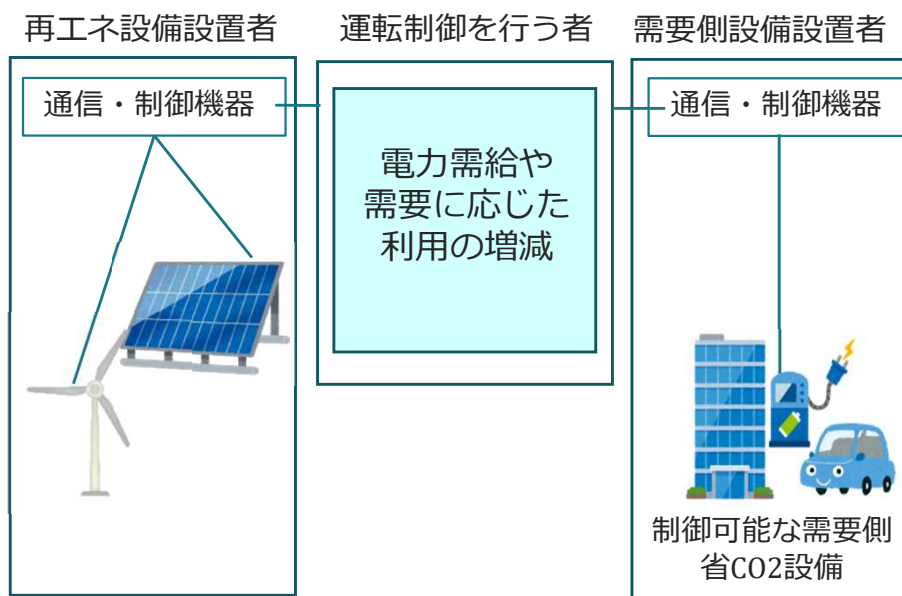 再エネ設備設置者
運転制御を行う者
需要側設備設置者
通信・制御機器
通信・制御機器
電力需給や
需要に応じた
利用の増減
制御可能な需要側
省CO2設備